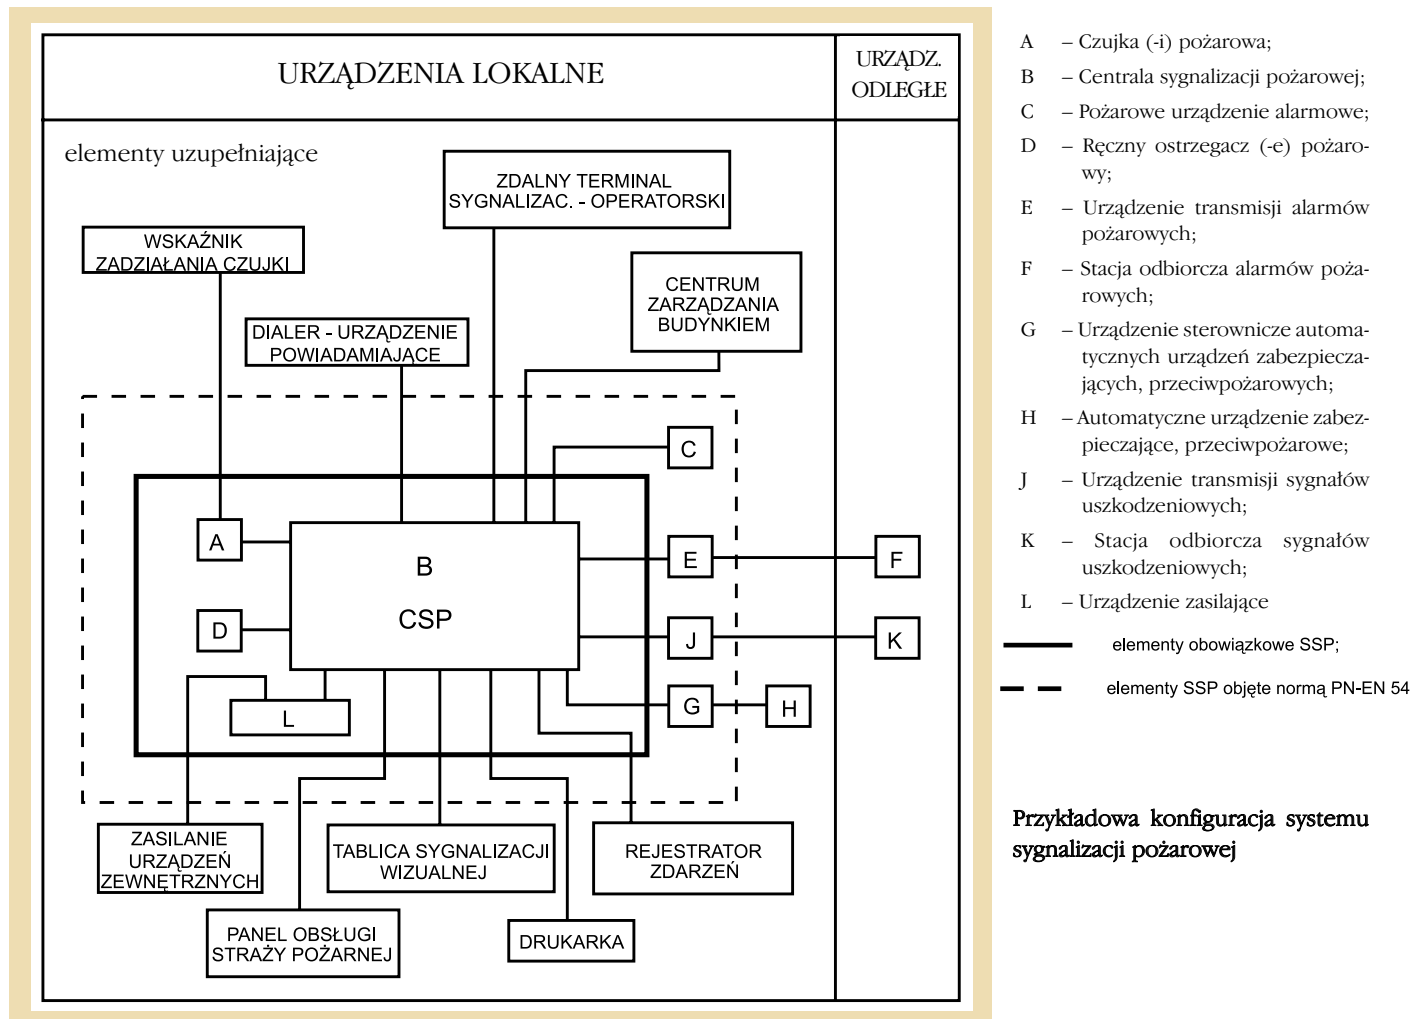 URZĄDZENIA LOKALNE
URZĄDZ.
ODLEGŁE
elementy uzupełniające
ZDALNY TERMINAL
SYGNALIZAC. - OPERATORSKI
WSKAŹNIK
ZADZIAŁANIA CZUJKI
CENTRUM
ZARZĄDZANIA
BUDYNKIEM
DIALER - URZĄDZENIE
POWIADAMIAJĄCE
C
A
B
CSP
E
F
D
J
K
L
G
H
ZASILANIE
URZĄDZEŃ
ZEWNĘTRZNYCH
TABLICA SYGNALIZACJI
WIZUALNEJ
REJESTRATOR
ZDARZEŃ
PANEL OBSŁUGI
STRAŻY POŻARNEJ
DRUKARKA
A – Czujka (-i) pożarowa;
B – Centrala sygnalizacji pożarowej;
C – Pożarowe urządzenie alarmowe;
D – Ręczny ostrzegacz (-e) pożaro-
wy;
E – Urządzenie transmisji alarmów
pożarowych;
F – Stacja odbiorcza alarmów poża-
rowych;
G – Urządzenie sterownicze automa-
tycznych urządzeń zabezpiecza-
jących, przeciwpożarowych;
H – Automatyczne urządzenie zabez-
pieczające, przeciwpożarowe;
J – Urządzenie transmisji sygnałów
uszkodzeniowych;
K – Stacja odbiorcza sygnałów
uszkodzeniowych;
L – Urządzenie zasilające
elementy obowiązkowe SSP;
elementy SSP objęte normą PN-EN 54
Przykładowa konfiguracja systemu
sygnalizacji pożarowej